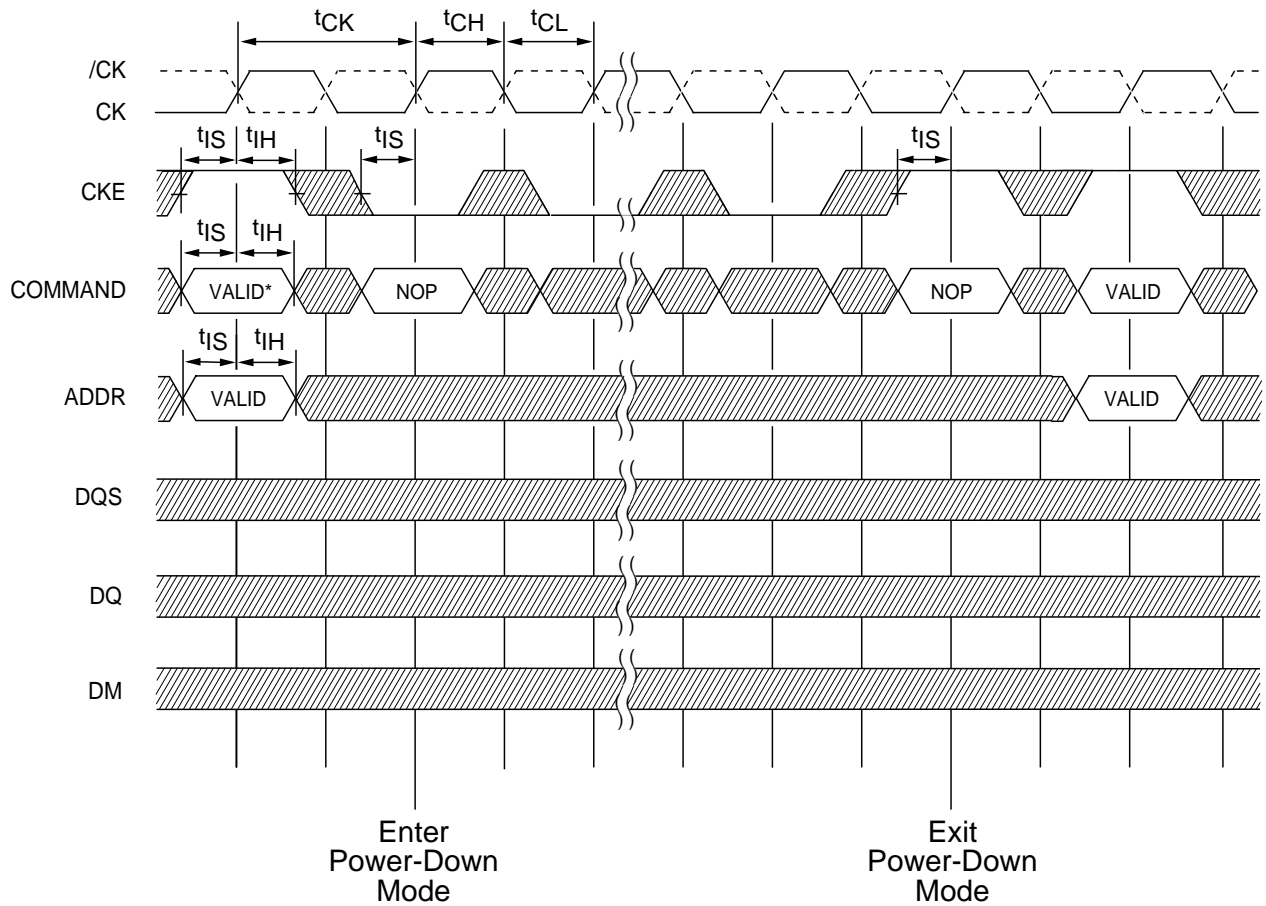 tCK tCH tCL
/CK
CK
tIS tIH tIS tIS
CKE
tIS tIH
COMMAND VALID* NOP NOP VALID
tIS tIH
ADDR VALID VALID
DQS
DQ
DM
Enter
Power-Down
Mode
Exit
Power-Down
Mode